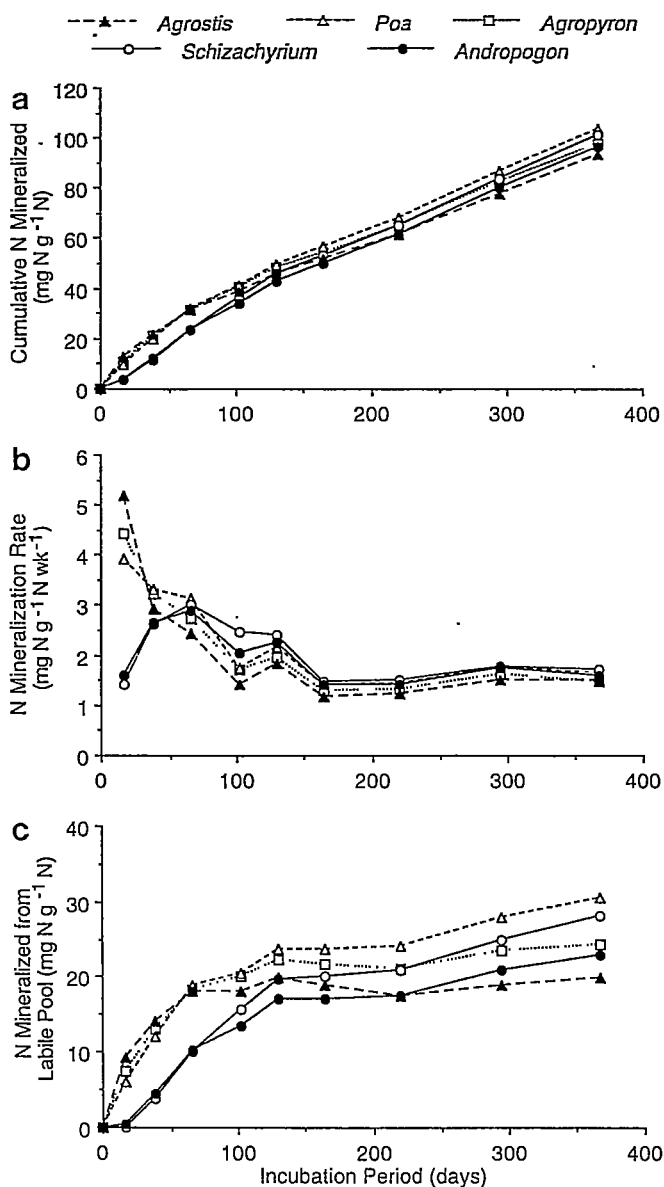 Agrostis Poa Agropyron
Schizachyrium Andropogon
a
Cumulative N Mineralized
(mg N g⁻¹ N)
120
100
80
60
40
20
0
0 100 200 300 400
b
N Mineralization Rate
(mg N g⁻¹ N wk⁻¹)
6
5
4
3
2
1
0
0 100 200 300 400
c
N Mineralized from
Labile Pool (mg N g⁻¹ N)
40
30
20
10
0
0 100 200 300 400
Incubation Period (days)